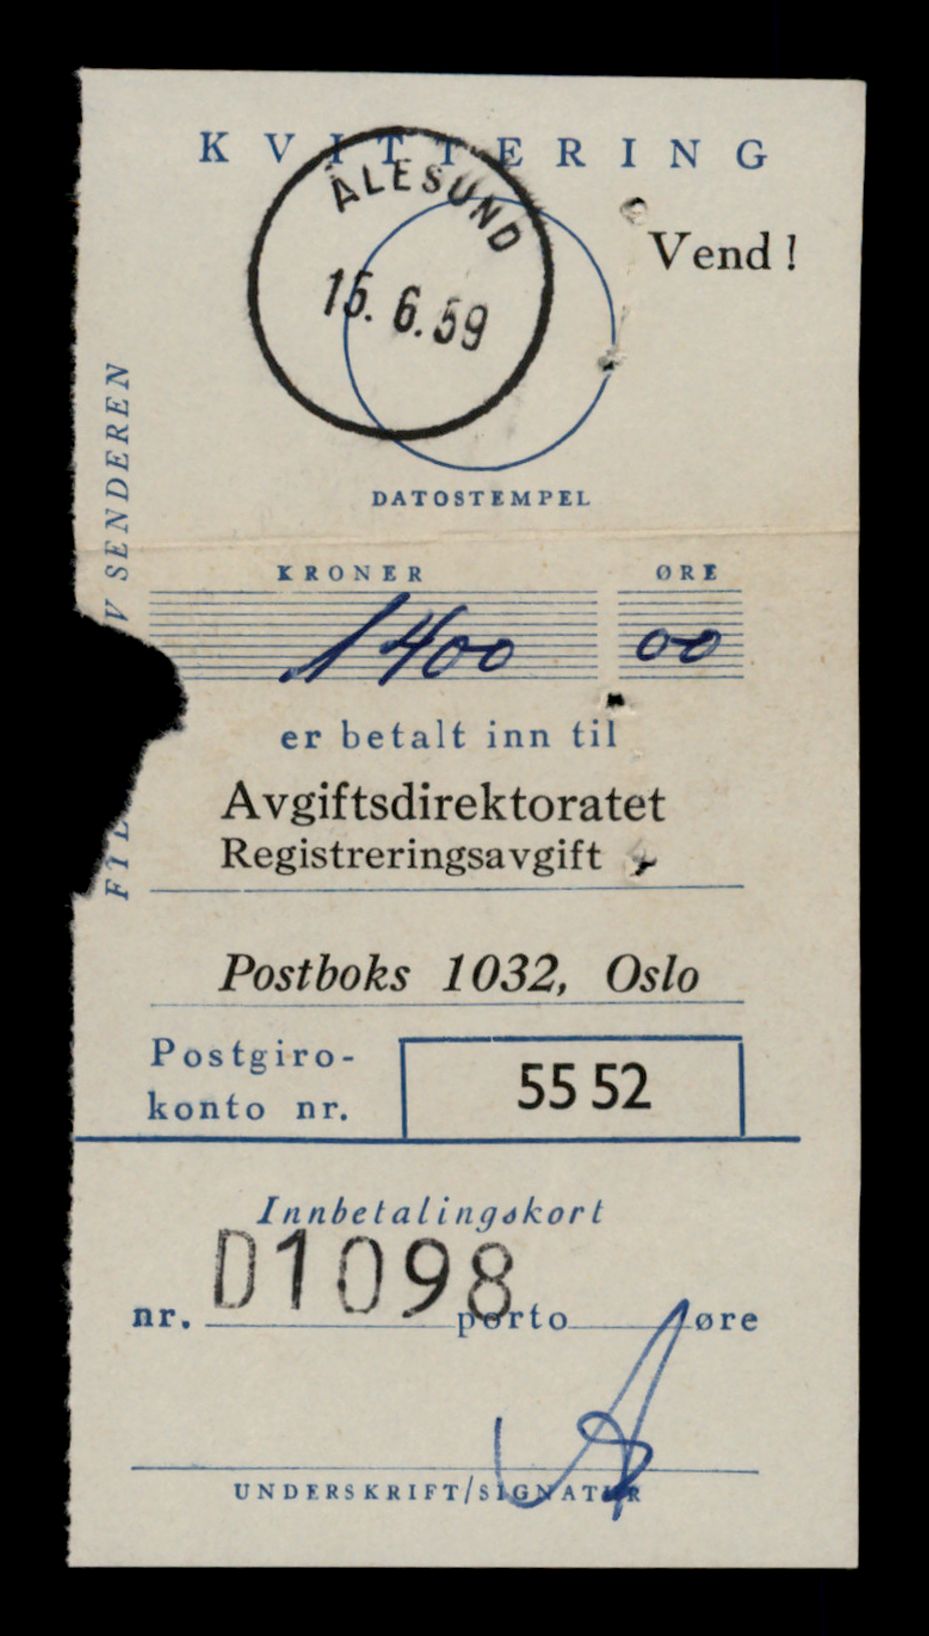 KVITTERING
ÅLESUND
15.6.59
Vend!
DATOSTEMPEL
SENDEREN
KRONER ØRE
1400 00
er betalt inn til
Avgiftsdirektoratet
Registreringsavgift
Postboks 1032, Oslo
Postgiro-
konto nr. 55 52
Innbetalingskort
nr. D1098 porto øre
UNDERSKRIFT/SIGNATUR